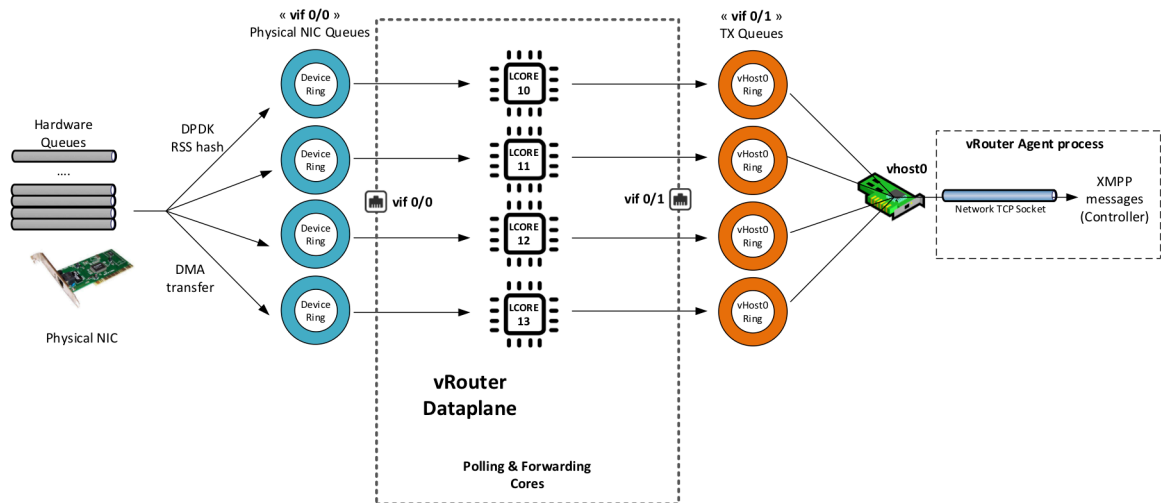 « vif 0/0 »
Physical NIC Queues
« vif 0/1 »
TX Queues
Hardware
Queues
....
DPDK
RSS hash
DMA
transfer
Physical NIC
Device
Ring
Device
Ring
Device
Ring
Device
Ring
vif 0/0
LCORE
10
LCORE
11
LCORE
12
LCORE
13
vif 0/1
vRouter
Dataplane
Polling & Forwarding
Cores
vHost0
Ring
vHost0
Ring
vHost0
Ring
vHost0
Ring
vhost0
vRouter Agent process
Network TCP Socket
XMPP
messages
(Controller)